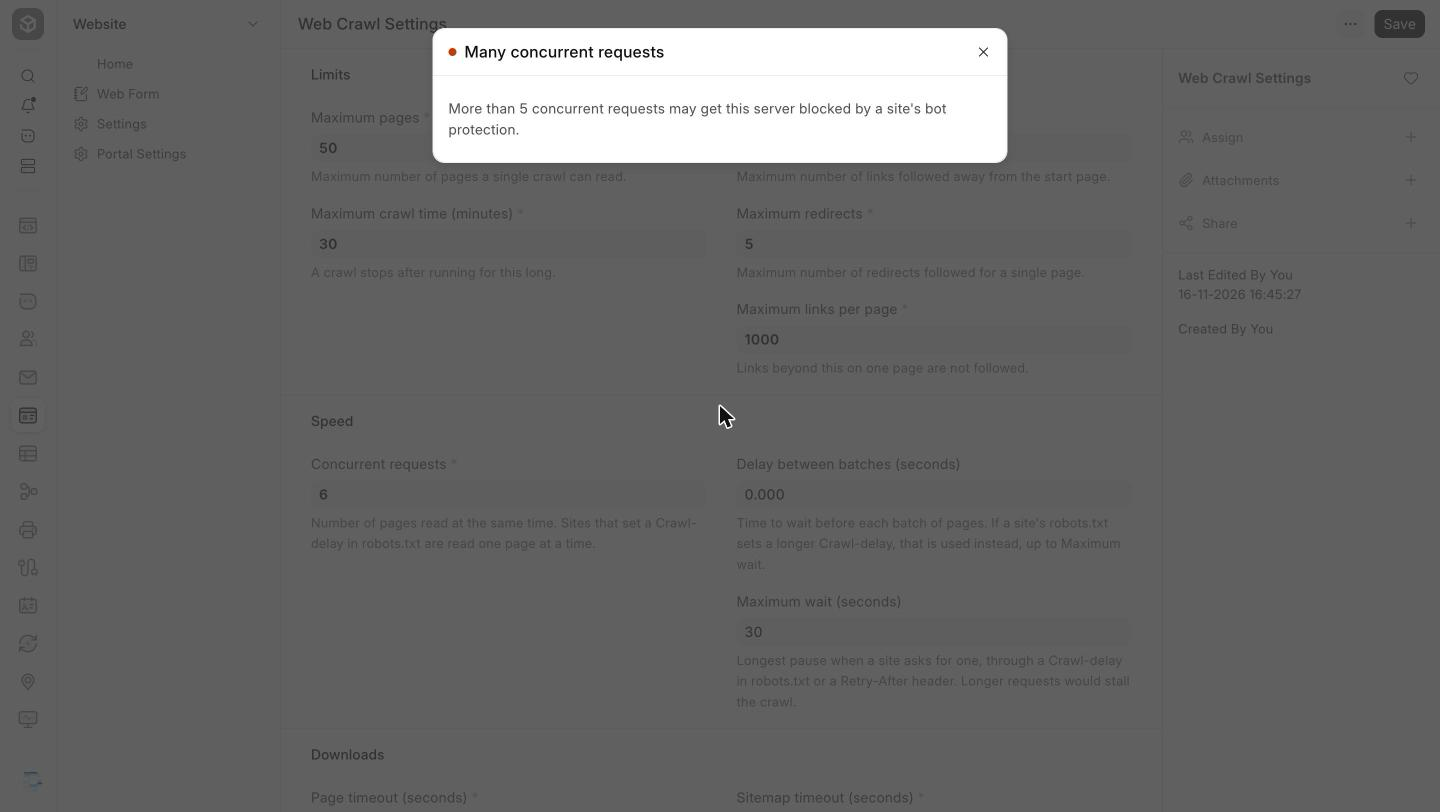 Website
Web Crawl Settings
Save
Many concurrent requests
More than 5 concurrent requests may get this server blocked by a site's bot
protection.
Home
Web Form
Settings
Portal Settings
Limits
Maximum pages *
50
Maximum number of pages a single crawl can read.
Maximum number of links followed away from the start page.
Maximum crawl time (minutes) *
30
A crawl stops after running for this long.
Maximum redirects *
5
Maximum number of redirects followed for a single page.
Maximum links per page *
1000
Links beyond this on one page are not followed.
Speed
Concurrent requests *
6
Number of pages read at the same time. Sites that set a Crawl-
delay in robots.txt are read one page at a time.
Delay between batches (seconds)
0.000
Time to wait before each batch of pages. If a site's robots.txt
sets a longer Crawl-delay, that is used instead, up to Maximum
wait.
Maximum wait (seconds)
30
Longest pause when a site asks for one, through a Crawl-delay
in robots.txt or a Retry-After header. Longer requests would stall
the crawl.
Downloads
Page timeout (seconds) *
Sitemap timeout (seconds) *
Web Crawl Settings
Assign
Attachments
Share
Last Edited By You
16-11-2026 16:45:27
Created By You